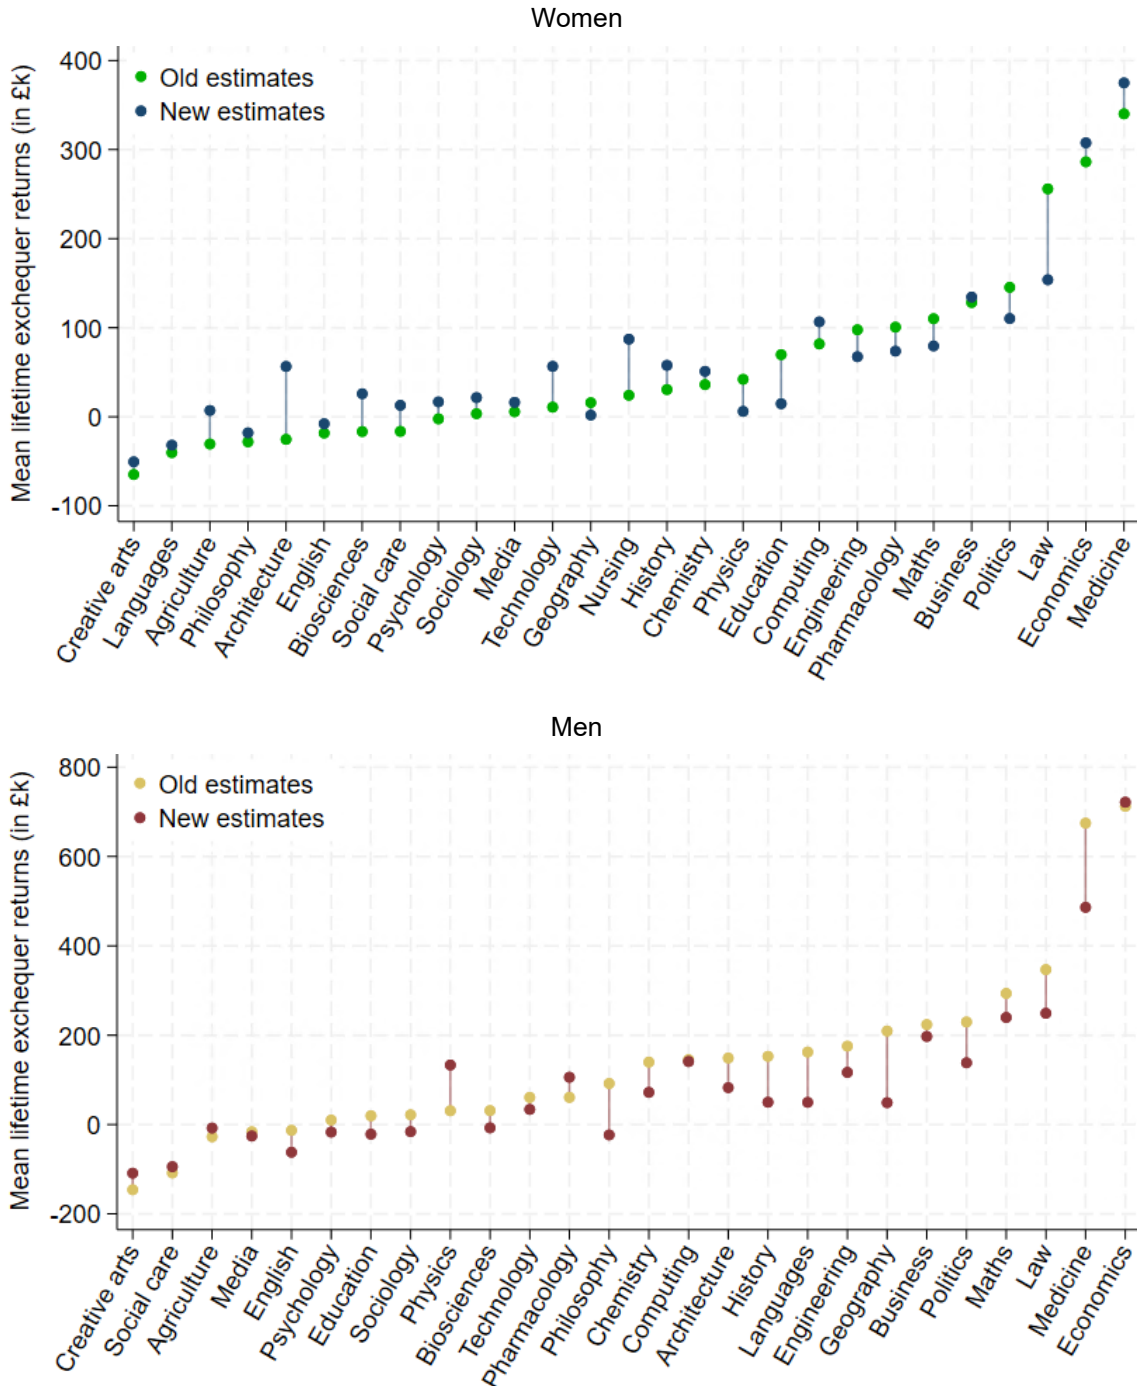 Women
Mean lifetime exchequer returns (in £k)
400
300
200
100
0
-100
Old estimates
New estimates
Creative arts
Languages
Agriculture
Philosophy
Architecture
English
Biosciences
Social care
Psychology
Sociology
Media
Technology
Geography
Nursing
History
Chemistry
Physics
Education
Computing
Engineering
Pharmacology
Maths
Business
Politics
Law
Economics
Medicine
Men
Mean lifetime exchequer returns (in £k)
800
600
400
200
0
-200
Old estimates
New estimates
Creative arts
Social care
Agriculture
Media
English
Psychology
Education
Sociology
Physics
Biosciences
Technology
Pharmacology
Philosophy
Chemistry
Computing
Architecture
History
Languages
Engineering
Geography
Business
Politics
Maths
Law
Medicine
Economics